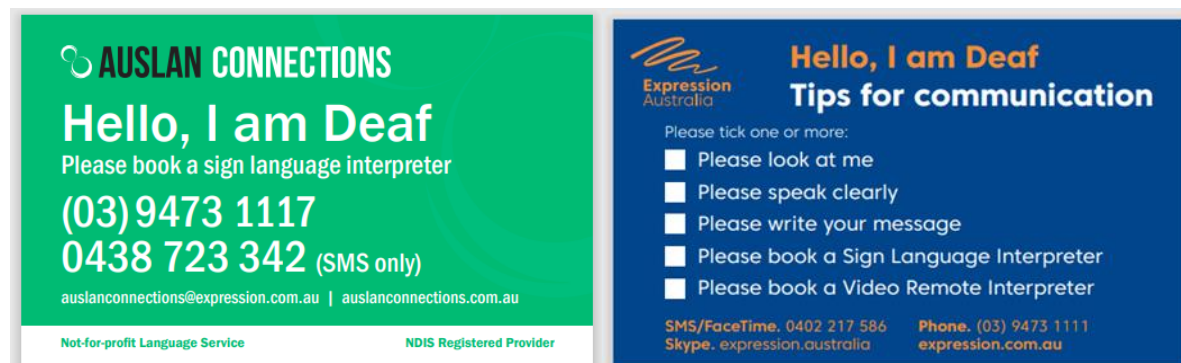 AUSLAN CONNECTIONS
Hello, I am Deaf
Please book a sign language interpreter
(03) 9473 1117
0438 723 342 (SMS only)
auslanconnections@expression.com.au | auslanconnections.com.au
Not-for-profit Language Service
NDIS Registered Provider
Expression
Australia
Hello, I am Deaf
Tips for communication
Please tick one or more:
Please look at me
Please speak clearly
Please write your message
Please book a Sign Language Interpreter
Please book a Video Remote Interpreter
SMS/FaceTime. 0402 217 586
Phone. (03) 9473 1111
Skype. expression.australia
expression.com.au